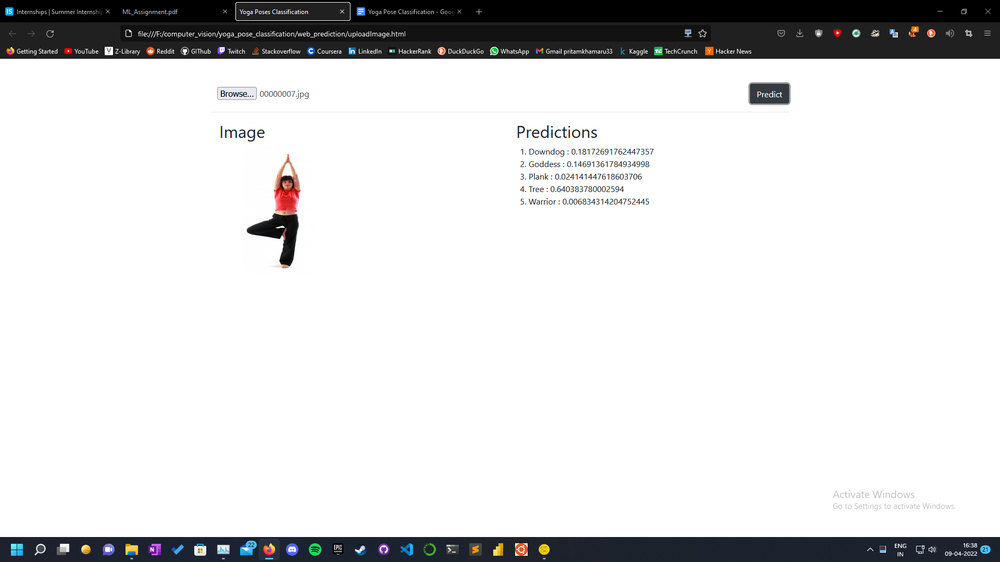 Internships | Summer Internship
ML_Assignment.pdf
Yoga Poses Classification
Yoga Pose Classification - Goog
file:///F:/computer_vision/yoga_pose_classification/web_prediction/uploadImage.html
4
Getting Started
YouTube
Z-Library
Reddit
GIThub
Twitch
Stackoverflow
Coursera
LinkedIn
HackerRank
DuckDuckGo
WhatsApp
Gmail pritamkhamaru33
Kaggle
TechCrunch
Hacker News
Browse... 00000007.jpg
Predict
Image
Predictions
1. Downdog : 0.18172691762447357
2. Goddess : 0.14691361784934998
3. Plank : 0.024141447618603706
4. Tree : 0.640383780002594
5. Warrior : 0.006834314204752445
Activate Windows
Go to Settings to activate Windows.
22
EPIC
GAMES
ENG
IN
16:38
09-04-2022
21